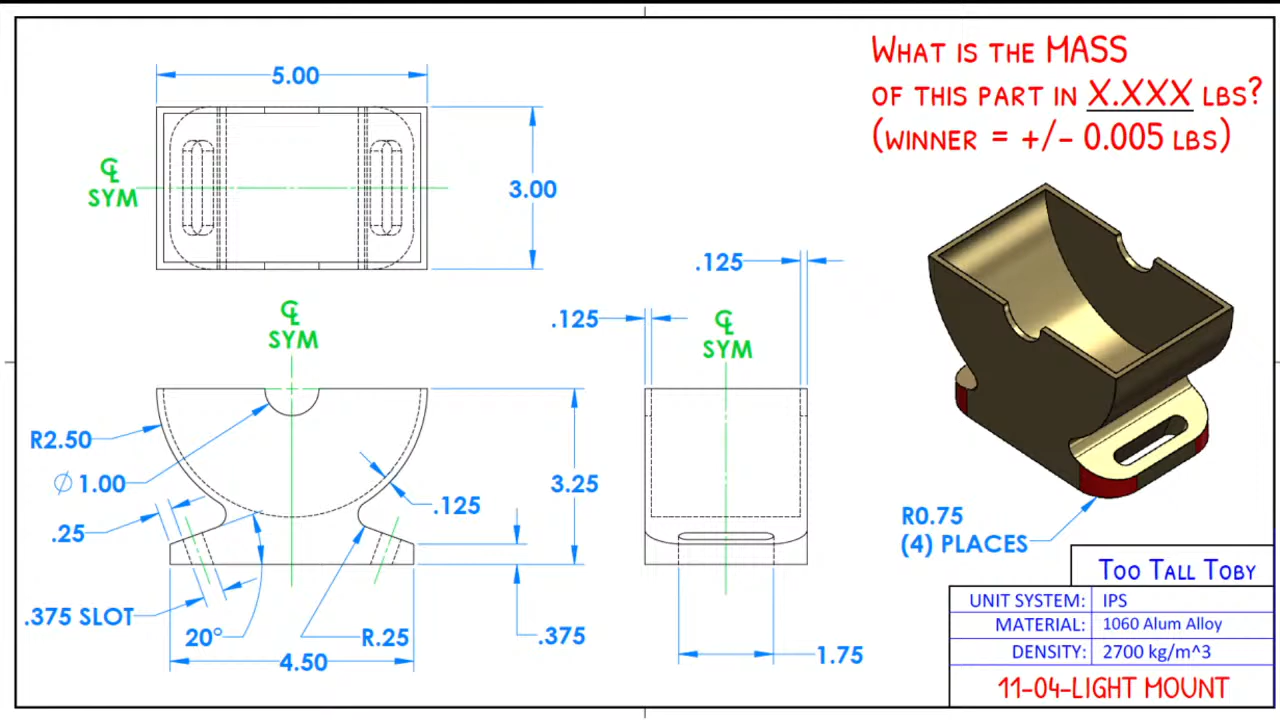 WHAT IS THE MASS
OF THIS PART IN X.XXX LBS?
(WINNER = +/- 0.005 LBS)
5.00
℄
SYM
3.00
.125
.125
℄
SYM
℄
SYM
R2.50
Ø 1.00
.25
.125
3.25
.375 SLOT
20°
R.25
.375
4.50
1.75
R0.75
(4) PLACES
TOO TALL TOBY
UNIT SYSTEM: IPS
MATERIAL: 1060 Alum Alloy
DENSITY: 2700 kg/m^3
11-04-LIGHT MOUNT